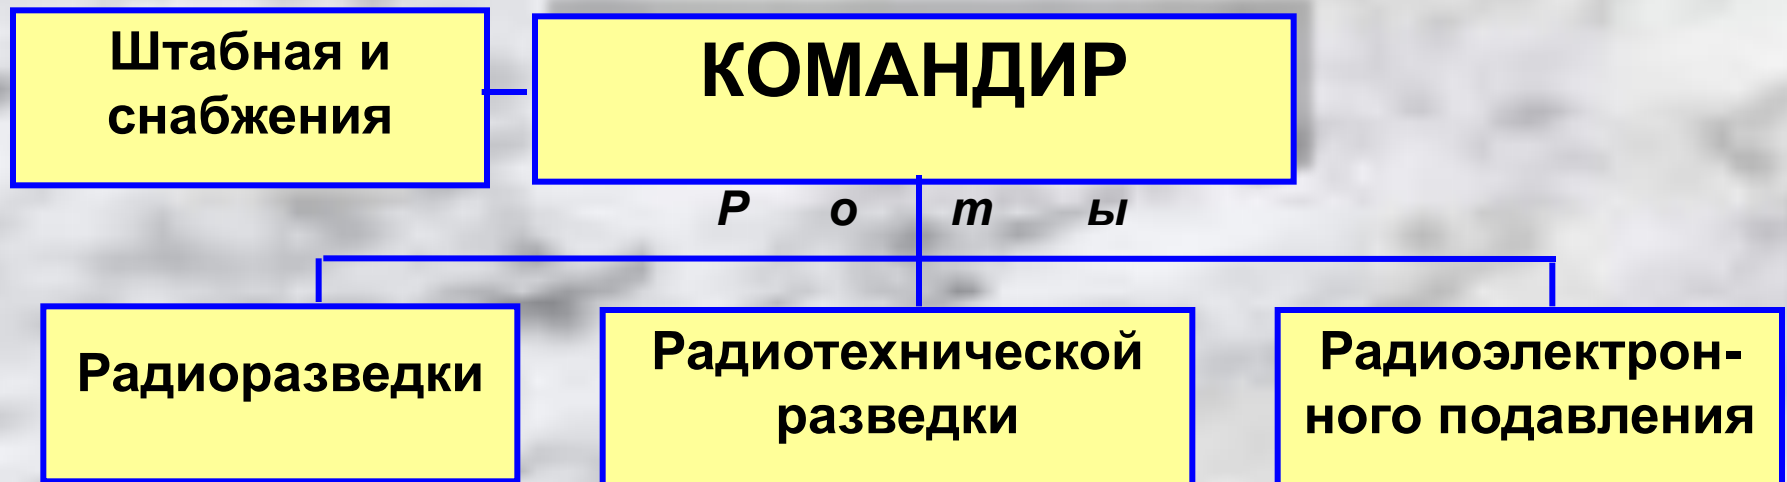 Штабная и
снабжения
КОМАНДИР
Р о т ы
Радиоразведки
Радиотехнической
разведки
Радиоэлектрон-
ного подавления